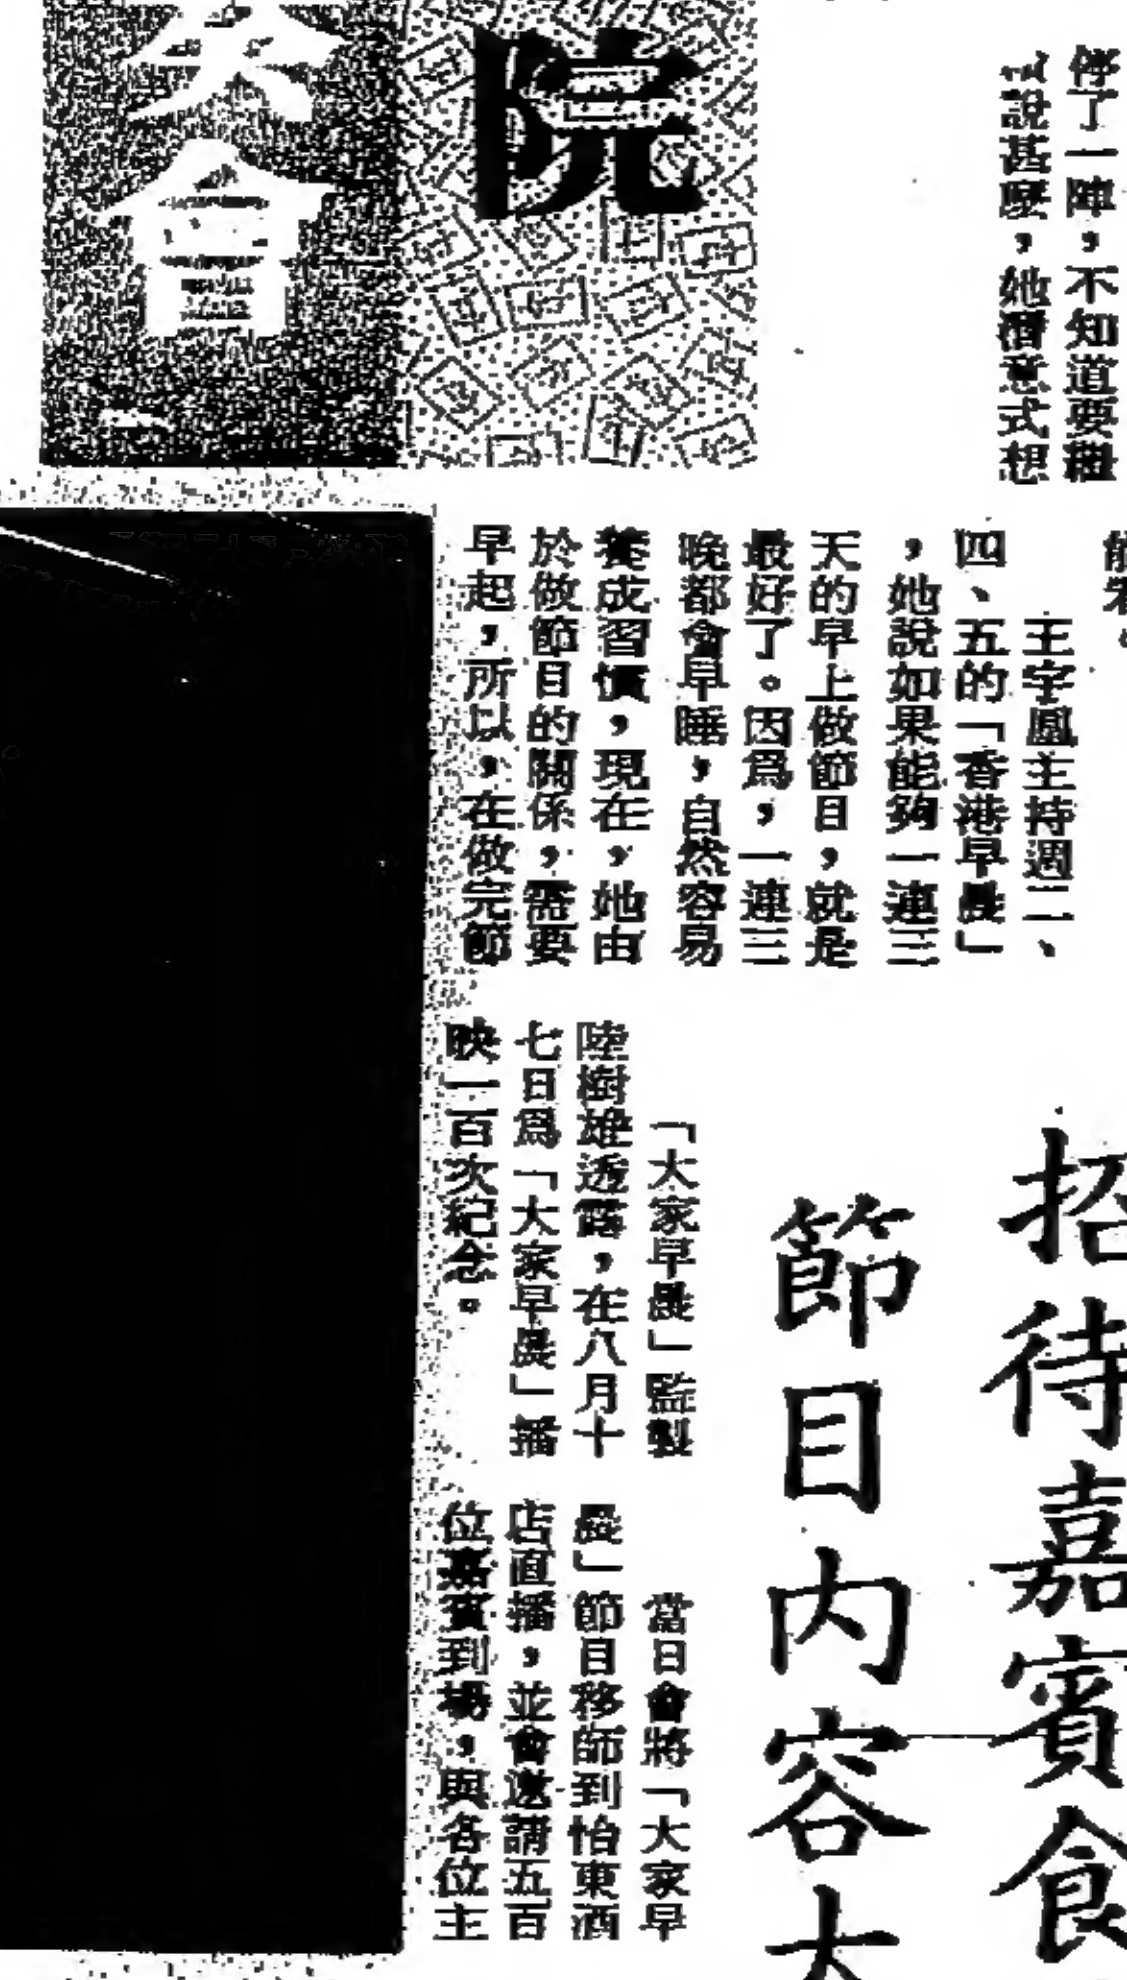 停了一陣，不知道要繼
說甚麼，她潛意式想
院
會
能有。
王宇鳳主持週二、
四、五的「香港早晨」
，她說如果能夠一連三
天的早上做節目，就是
最好了。因為，一連三
晚都會早睡，自然容易
養成習慣，現在，她由
於做節目的關係，需要
早起，所以，在做完節
招待嘉賓食
節目內容大
「大家早晨」監製
陸樹雄透露，在八月十
七日為「大家早晨」播
映一百次紀念。
當日會將「大家早
晨」節目移師到怡東酒
店直播，並會邀請五百
位嘉賓到場，與各位主